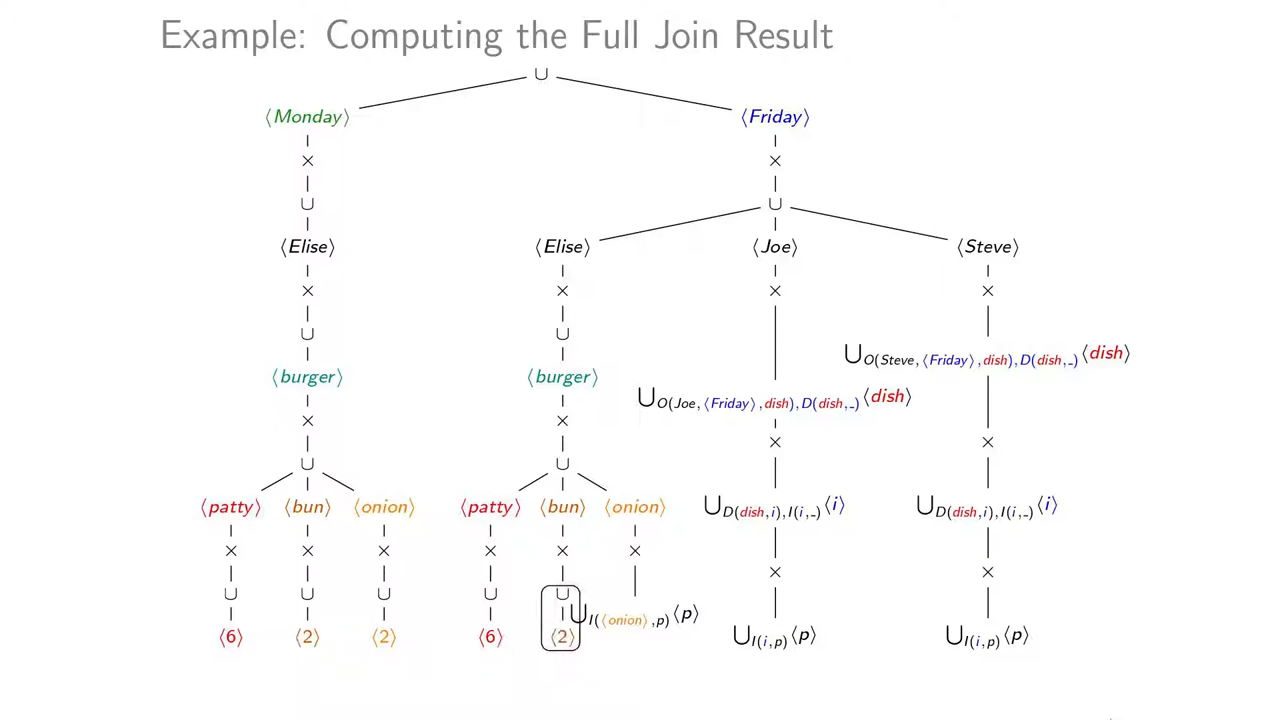 Example: Computing the Full Join Result
∪
⟨Monday⟩ ⟨Friday⟩
× ×
∪ ∪
⟨Elise⟩ ⟨Elise⟩ ⟨Joe⟩ ⟨Steve⟩
× × × ×
∪ ∪
⋃O(Steve,⟨Friday⟩,dish),D(dish,_)⟨dish⟩
⟨burger⟩ ⟨burger⟩
⋃O(Joe,⟨Friday⟩,dish),D(dish,_)⟨dish⟩
× × × ×
∪ ∪
⟨patty⟩ ⟨bun⟩ ⟨onion⟩ ⟨patty⟩ ⟨bun⟩ ⟨onion⟩ ⋃D(dish,i),I(i,_)⟨i⟩ ⋃D(dish,i),I(i,_)⟨i⟩
× × × × × × × ×
∪ ∪ ∪ ∪ ∪
⋃I(⟨onion⟩,p)⟨p⟩
⟨6⟩ ⟨2⟩ ⟨2⟩ ⟨6⟩ ⟨2⟩ ⋃I(i,p)⟨p⟩ ⋃I(i,p)⟨p⟩